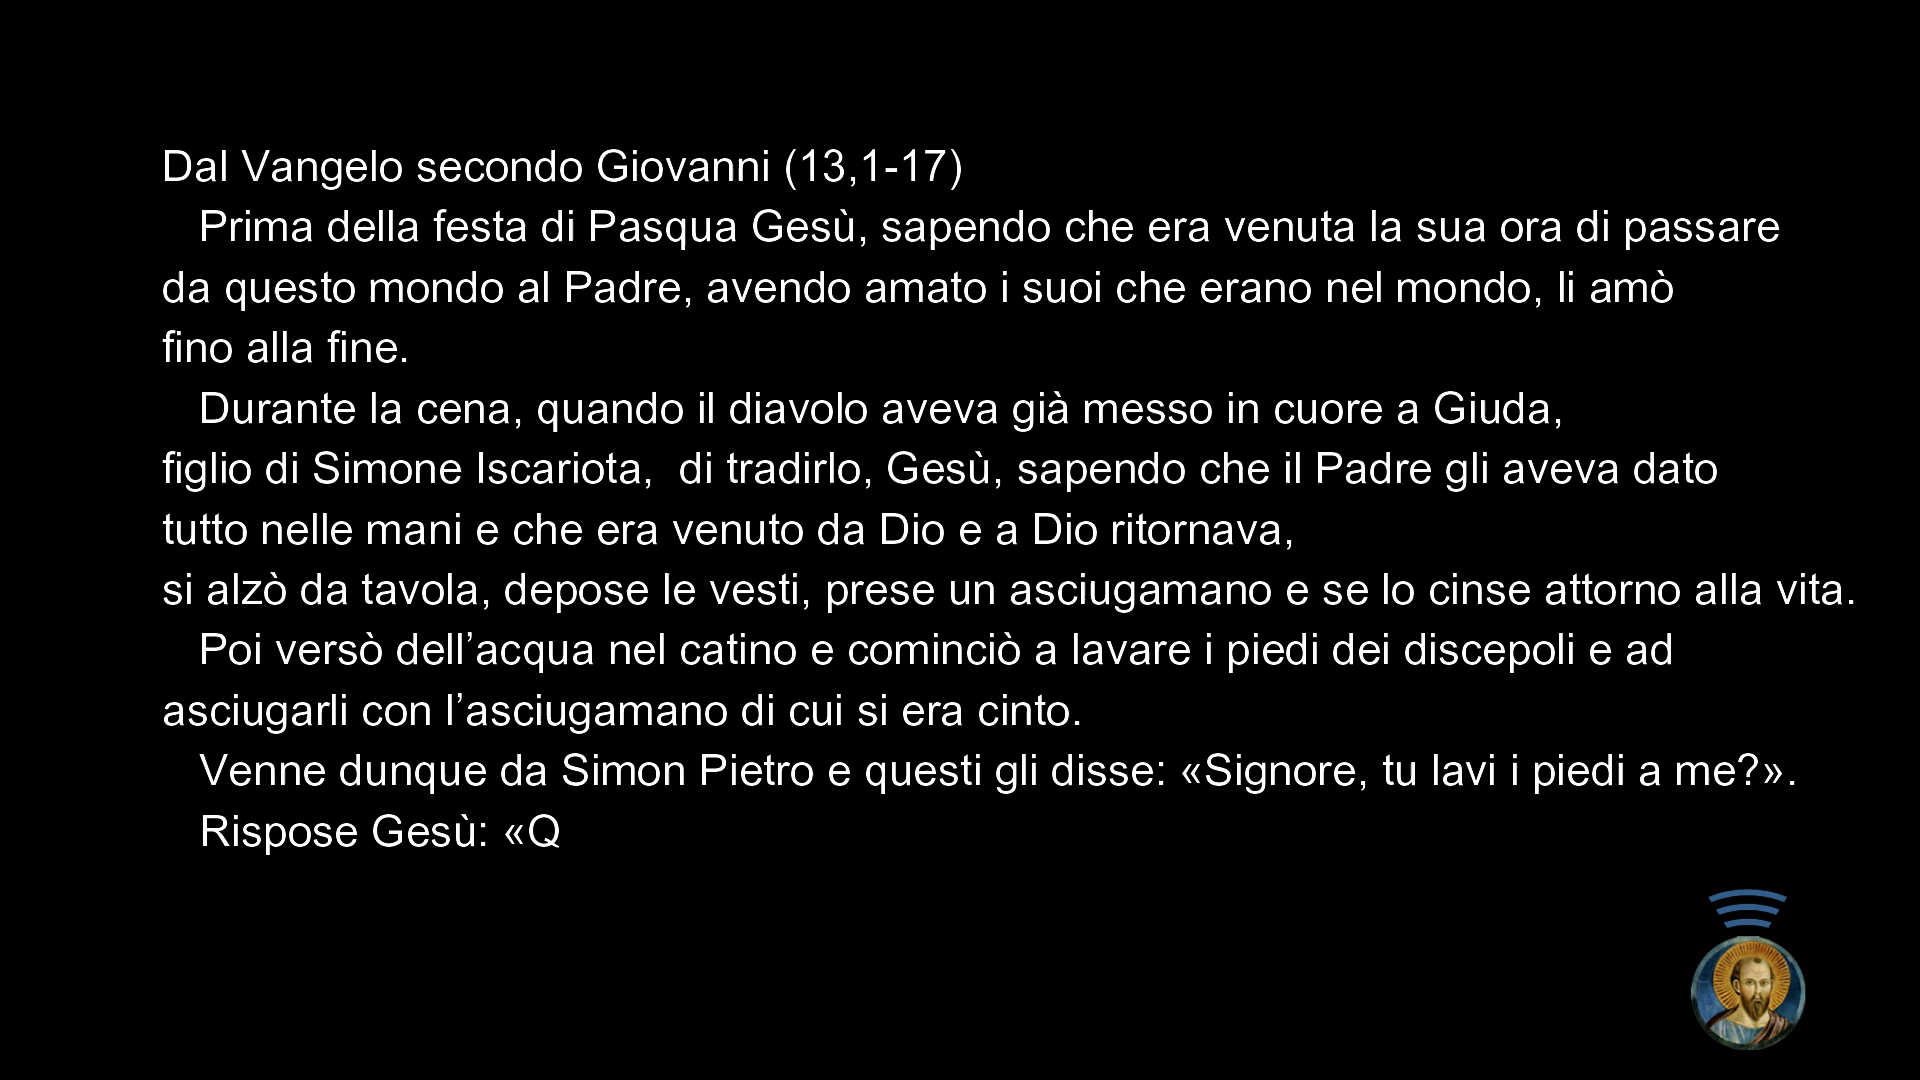 Dal Vangelo secondo Giovanni (13,1-17)
Prima della festa di Pasqua Gesù, sapendo che era venuta la sua ora di passare
da questo mondo al Padre, avendo amato i suoi che erano nel mondo, li amò
fino alla fine.
Durante la cena, quando il diavolo aveva già messo in cuore a Giuda,
figlio di Simone Iscariota,  di tradirlo, Gesù, sapendo che il Padre gli aveva dato
tutto nelle mani e che era venuto da Dio e a Dio ritornava,
si alzò da tavola, depose le vesti, prese un asciugamano e se lo cinse attorno alla vita.
Poi versò dell’acqua nel catino e cominciò a lavare i piedi dei discepoli e ad
asciugarli con l’asciugamano di cui si era cinto.
Venne dunque da Simon Pietro e questi gli disse: «Signore, tu lavi i piedi a me?».
Rispose Gesù: «Q